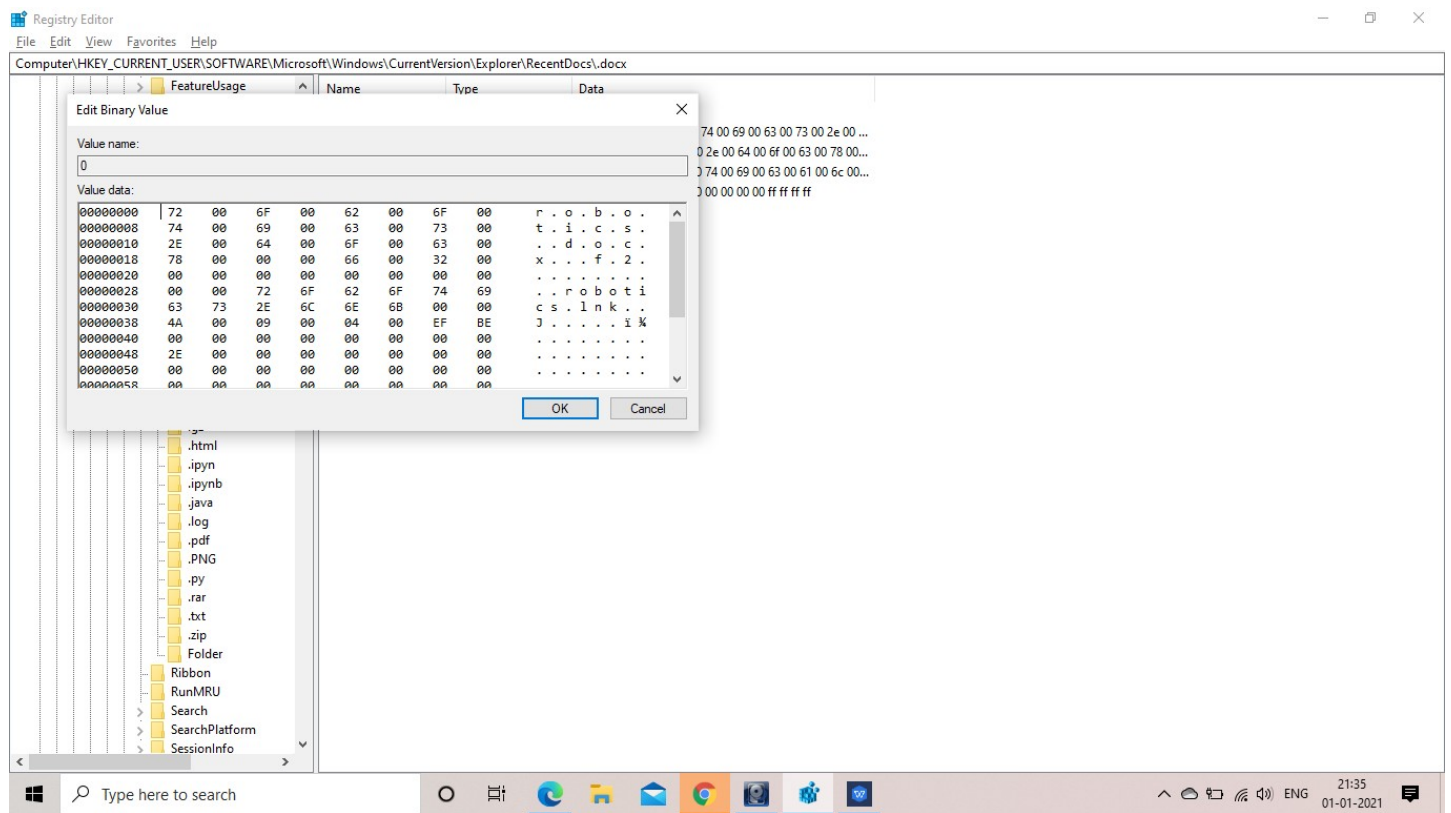 Registry Editor
File Edit View Favorites Help
Computer\HKEY_CURRENT_USER\SOFTWARE\Microsoft\Windows\CurrentVersion\Explorer\RecentDocs\.docx
FeatureUsage
Name Type Data
Edit Binary Value
74 00 69 00 63 00 73 00 2e 00 ...
2e 00 64 00 6f 00 63 00 78 00...
74 00 69 00 63 00 61 00 6c 00...
00 00 00 00 ff ff ff ff
Value name:
0
Value data:
00000000 72 00 6F 00 62 00 6F 00 r . o . b . o .
00000008 74 00 69 00 63 00 73 00 t . i . c . s .
00000010 2E 00 64 00 6F 00 63 00 . . d . o . c .
00000018 78 00 00 00 66 00 32 00 x . . . f . 2 .
00000020 00 00 00 00 00 00 00 00 . . . . . . . .
00000028 00 00 72 6F 62 6F 74 69 . . r o b o t i
00000030 63 73 2E 6C 6E 6B 00 00 c s . l n k . .
00000038 4A 00 09 00 04 00 EF BE J . . . . . ï ¾
00000040 00 00 00 00 00 00 00 00 . . . . . . . .
00000048 2E 00 00 00 00 00 00 00 . . . . . . . .
00000050 00 00 00 00 00 00 00 00 . . . . . . . .
00000058 00 00 00 00 00 00 00 00
OK Cancel
.html
.ipyn
.ipynb
.java
.log
.pdf
.PNG
.py
.rar
.txt
.zip
Folder
Ribbon
RunMRU
Search
SearchPlatform
SessionInfo
Type here to search
ENG
21:35
01-01-2021